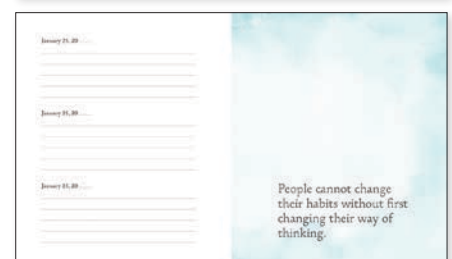 January 21, 20 ......
January 21, 20 ......
January 21, 20 ......
People cannot change
their habits without first
changing their way of
thinking.